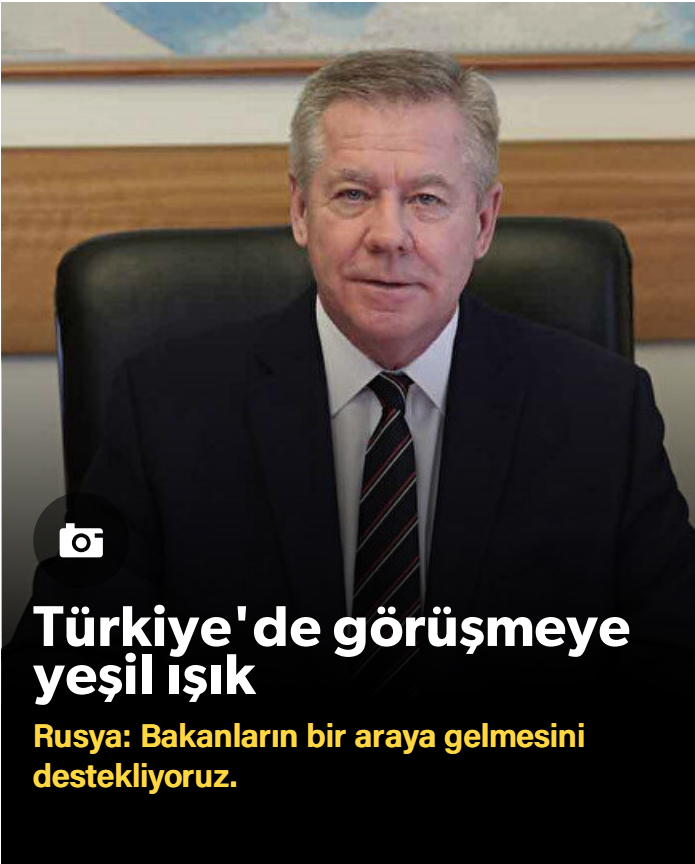 Türkiye'de görüşmeye
yeşil ışık
Rusya: Bakanların bir araya gelmesini
destekliyoruz.